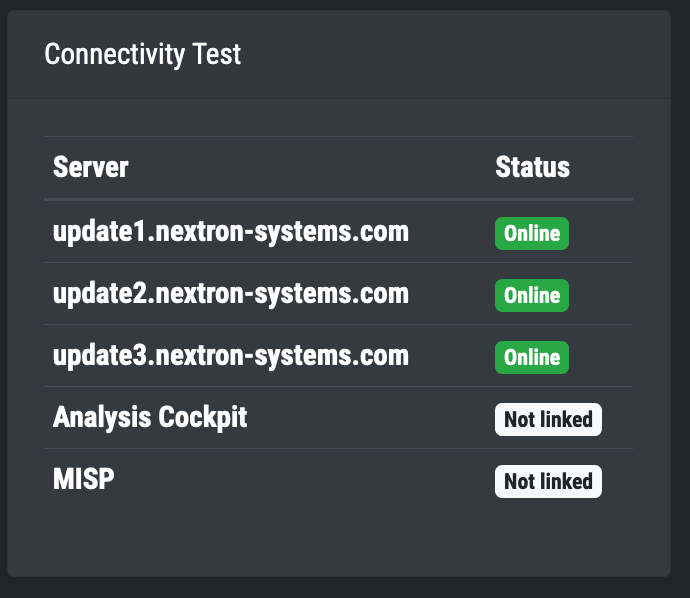 Connectivity Test
Server Status
update1.nextron-systems.com Online
update2.nextron-systems.com Online
update3.nextron-systems.com Online
Analysis Cockpit Not linked
MISP Not linked